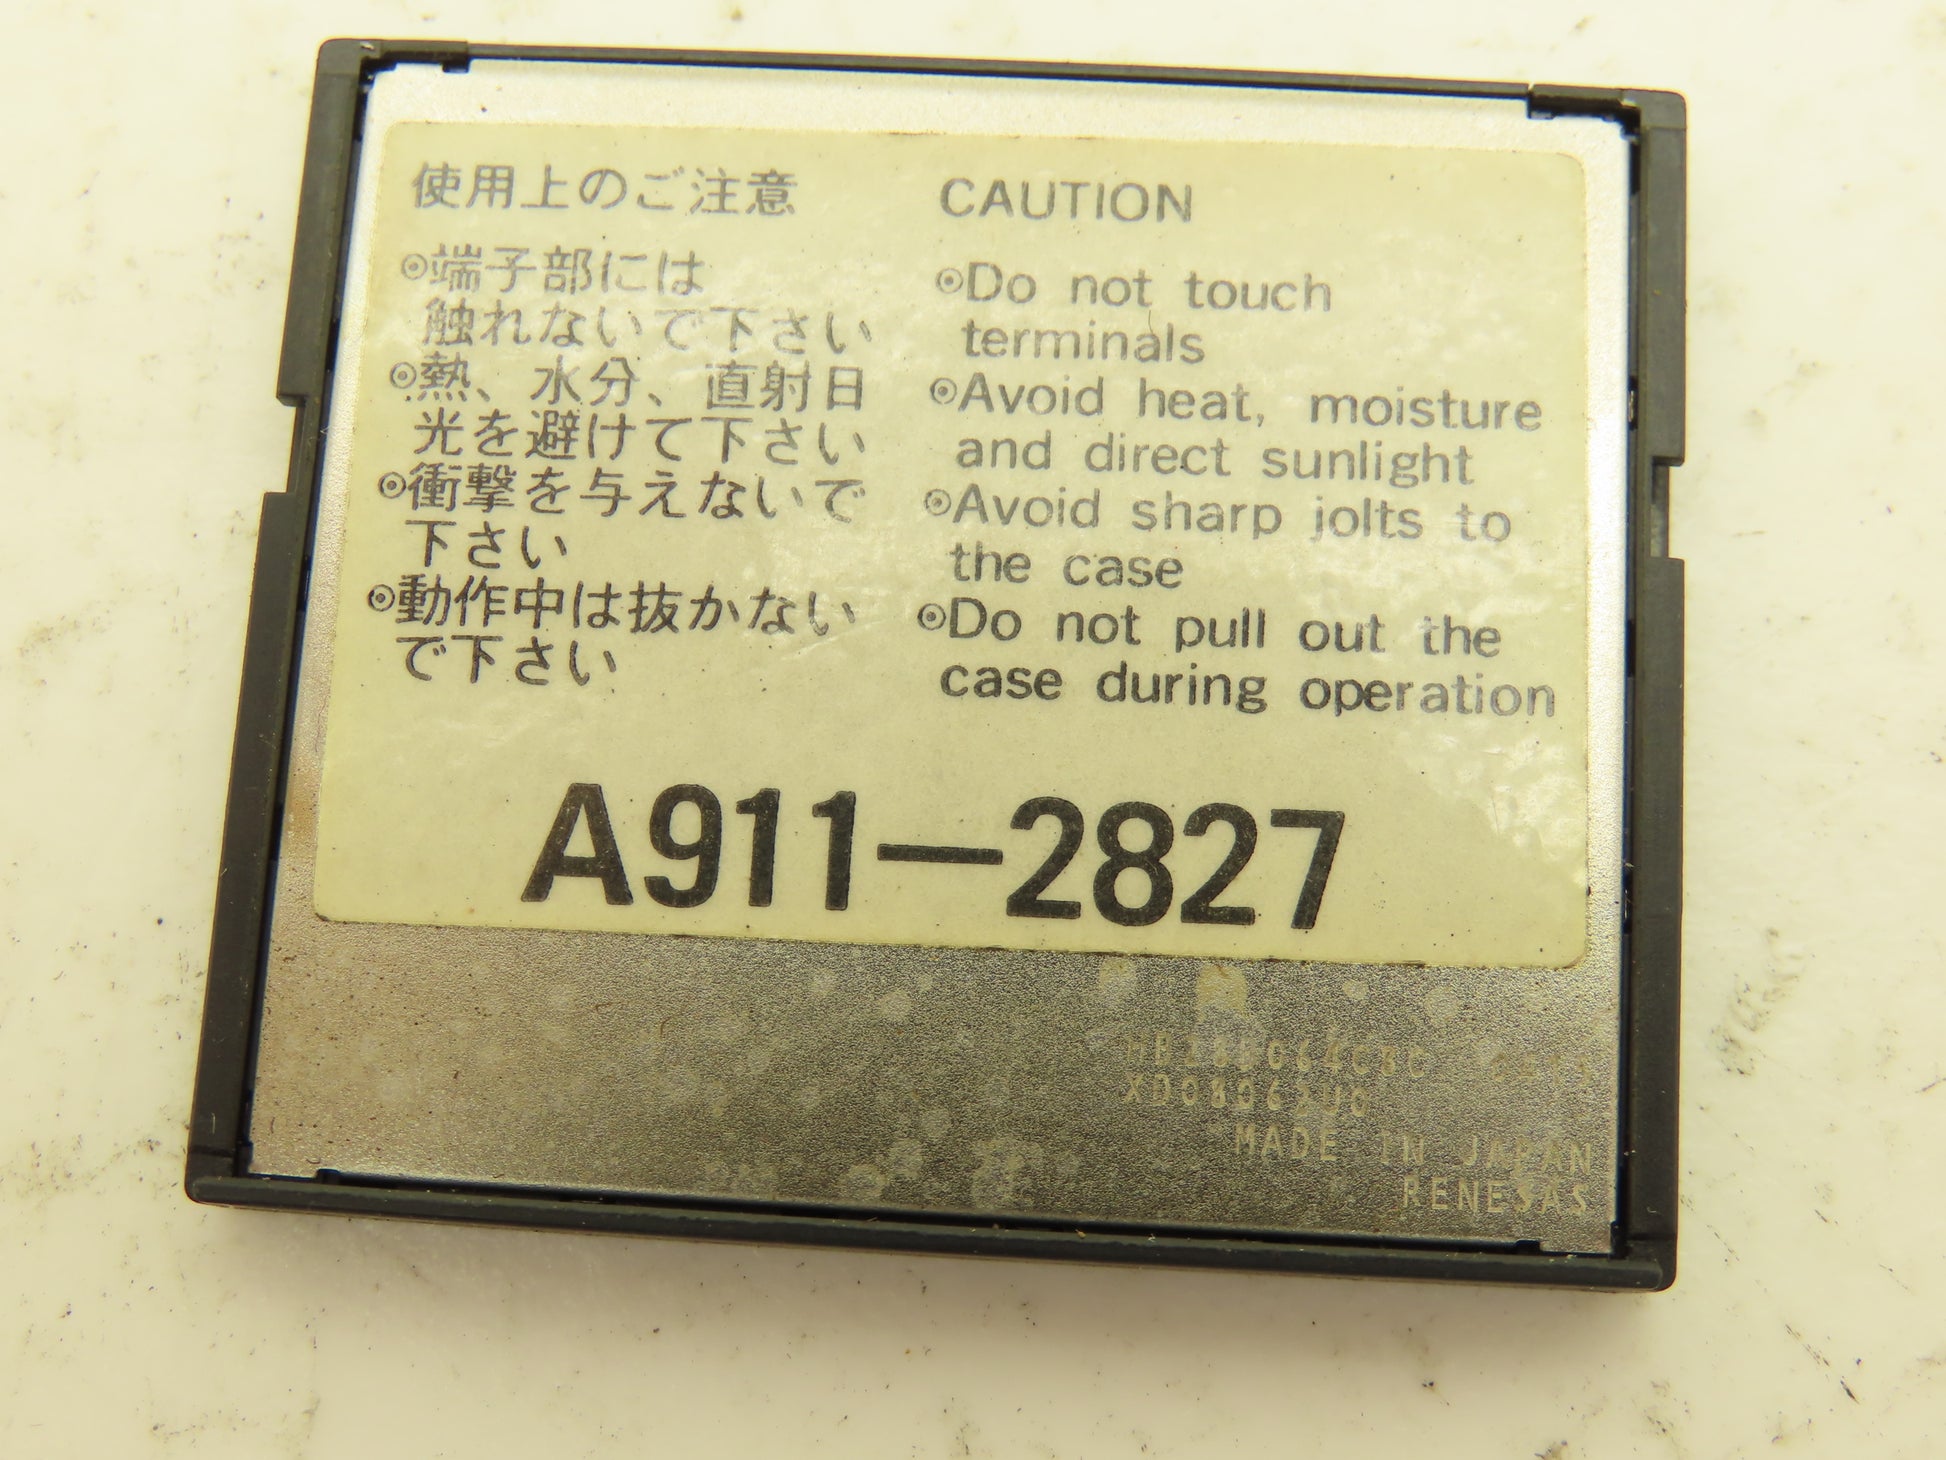 使用上のご注意
⊙端子部には
触れないで下さい
⊙熱、水分、直射日
光を避けて下さい
⊙衝撃を与えないで
下さい
⊙動作中は抜かない
で下さい
CAUTION
⊙Do not touch
terminals
⊙Avoid heat, moisture
and direct sunlight
⊙Avoid sharp jolts to
the case
⊙Do not pull out the
case during operation
A911-2827
MADE IN JAPAN
RENESAS